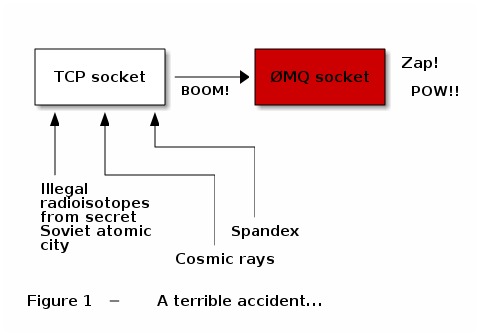 TCP socket
BOOM!
ØMQ socket
Zap!
POW!!
Illegal
radioisotopes
from secret
Soviet atomic
city
Cosmic rays
Spandex
Figure 1 — A terrible accident...